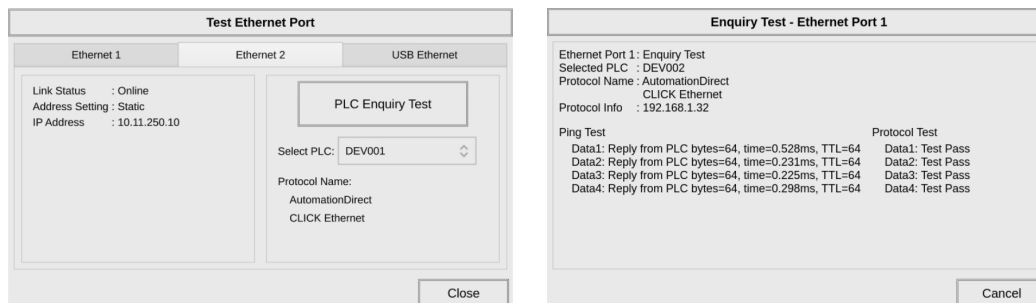 Test Ethernet Port
Ethernet 1
Ethernet 2
USB Ethernet
Link Status : Online
Address Setting : Static
IP Address : 10.11.250.10
PLC Enquiry Test
Select PLC: DEV001
Protocol Name:
AutomationDirect
CLICK Ethernet
Close
Enquiry Test - Ethernet Port 1
Ethernet Port 1 : Enquiry Test
Selected PLC : DEV002
Protocol Name : AutomationDirect
CLICK Ethernet
Protocol Info : 192.168.1.32
Ping Test Protocol Test
Data1: Reply from PLC bytes=64, time=0.528ms, TTL=64 Data1: Test Pass
Data2: Reply from PLC bytes=64, time=0.231ms, TTL=64 Data2: Test Pass
Data3: Reply from PLC bytes=64, time=0.225ms, TTL=64 Data3: Test Pass
Data4: Reply from PLC bytes=64, time=0.298ms, TTL=64 Data4: Test Pass
Cancel